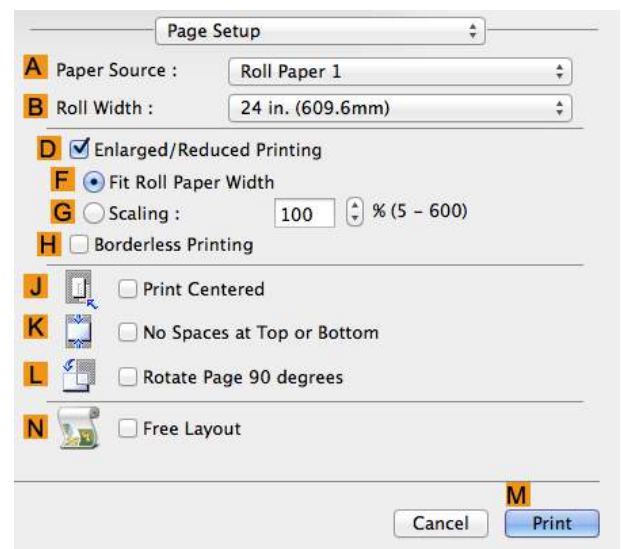 Page Setup
A Paper Source : Roll Paper 1
B Roll Width : 24 in. (609.6mm)
D Enlarged/Reduced Printing
F Fit Roll Paper Width
G Scaling : 100 % (5 - 600)
H Borderless Printing
J Print Centered
K No Spaces at Top or Bottom
L Rotate Page 90 degrees
N Free Layout
M
Cancel Print